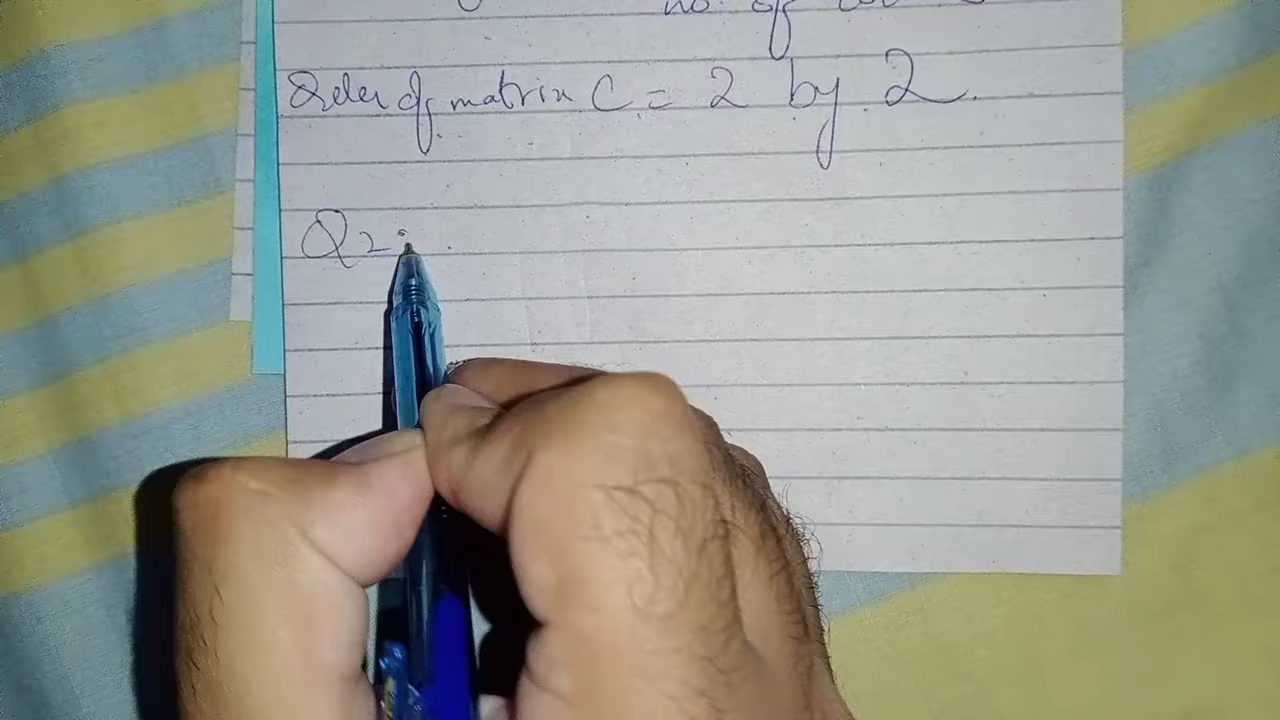 no. of
Order of matrix C = 2 by 2.
Q2: